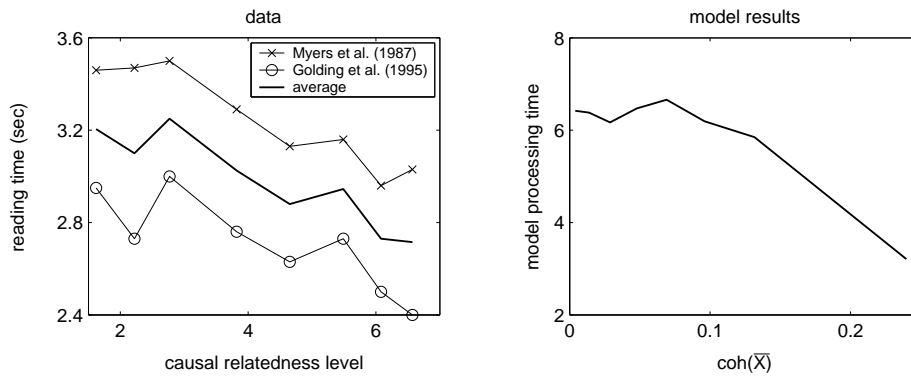 data
3.6
3.2
2.8
2.4
reading time (sec)
Myers et al. (1987)
Golding et al. (1995)
average
2
4
6
causal relatedness level
model results
8
6
4
2
model processing time
0
0.1
0.2
coh(X̅)